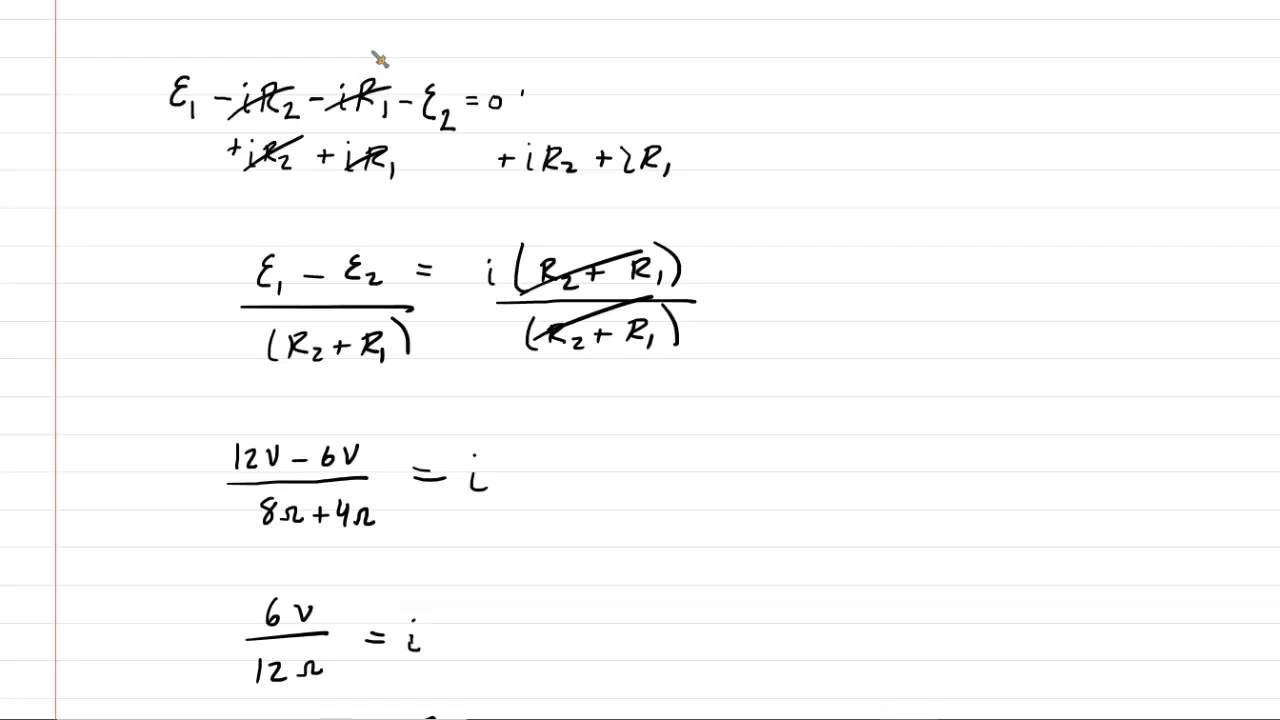 ε₁ - iR₂ - iR₁ - ε₂ = 0
+iR₂ + iR₁ + iR₂ + iR₁
ε₁ - ε₂ = i (R₂ + R₁)
(R₂ + R₁) (R₂ + R₁)
12V - 6V = i
8Ω + 4Ω
6V = i
12Ω